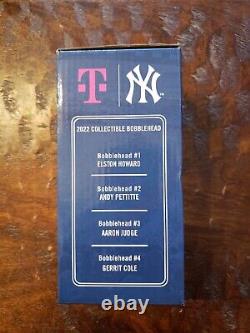 T NY
2022 COLLECTIBLE BOBBLEHEAD
Bobblehead #1
ELSTON HOWARD
Bobblehead #2
ANDY PETTITTE
Bobblehead #3
AARON JUDGE
Bobblehead #4
GERRIT COLE